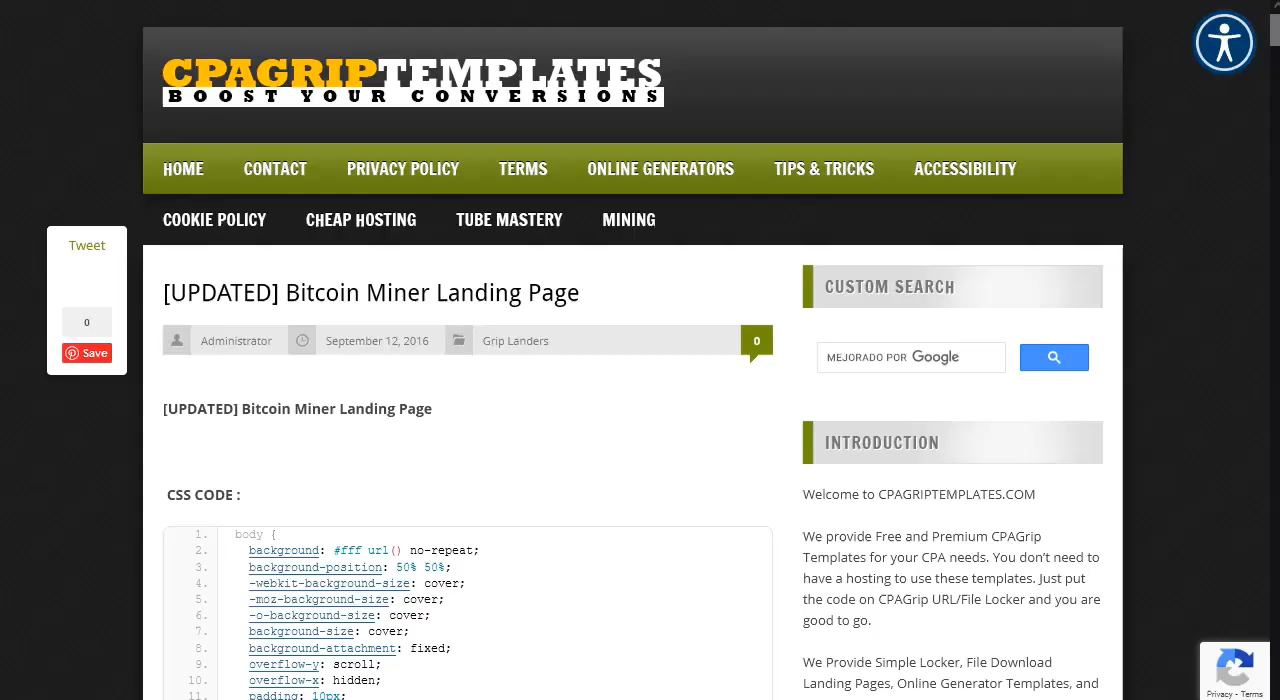 CPAGRIPTEMPLATES
BOOST YOUR CONVERSIONS
HOME CONTACT PRIVACY POLICY TERMS ONLINE GENERATORS TIPS & TRICKS ACCESSIBILITY
COOKIE POLICY CHEAP HOSTING TUBE MASTERY MINING
Tweet
0
Save
[UPDATED] Bitcoin Miner Landing Page
Administrator September 12, 2016 Grip Landers 0
[UPDATED] Bitcoin Miner Landing Page
CSS CODE :
1. body {
2. background: #fff url() no-repeat;
3. background-position: 50% 50%;
4. -webkit-background-size: cover;
5. -moz-background-size: cover;
6. -o-background-size: cover;
7. background-size: cover;
8. background-attachment: fixed;
9. overflow-y: scroll;
10. overflow-x: hidden;
11. padding: 10px;
CUSTOM SEARCH
MEJORADO POR Google
INTRODUCTION
Welcome to CPAGRIPTEMPLATES.COM
We provide Free and Premium CPAGrip
Templates for your CPA needs. You don’t need to
have a hosting to use these templates. Just put
the code on CPAGrip URL/File Locker and you are
good to go.
We Provide Simple Locker, File Download
Landing Pages, Online Generator Templates, and
Privacy - Terms